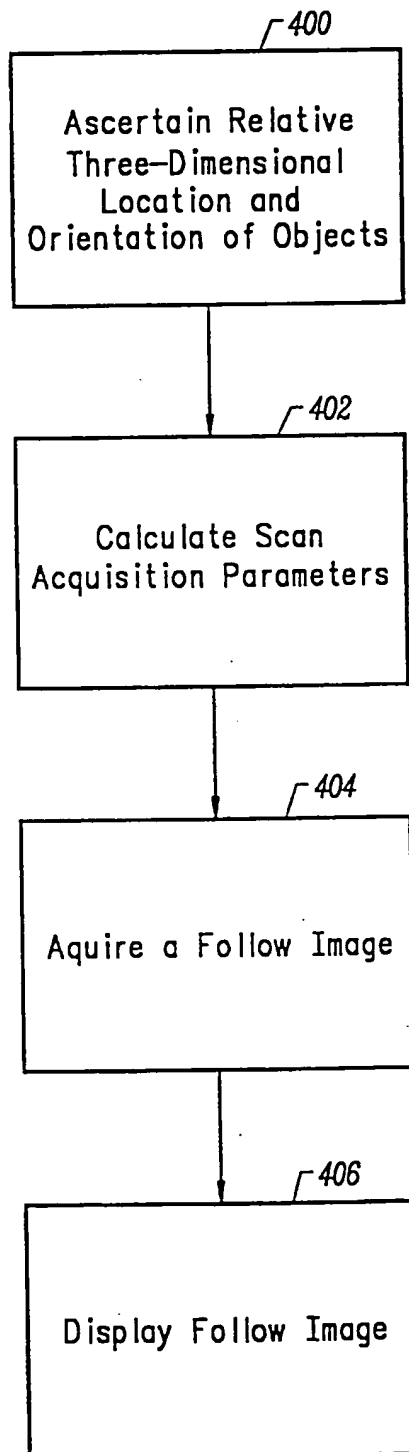 400
Ascertain Relative
Three-Dimensional
Location and
Orientation of Objects
402
Calculate Scan
Acquisition Parameters
404
Aquire a Follow Image
406
Display Follow Image